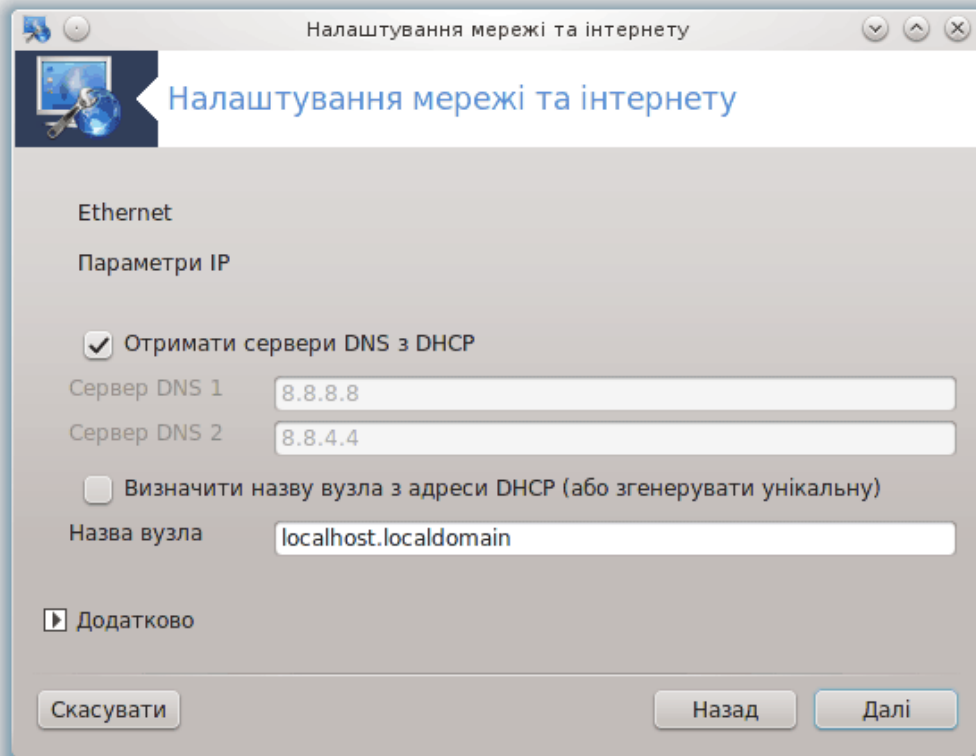 Налаштування мережі та інтернету
Налаштування мережі та інтернету
Ethernet
Параметри IP
Отримати сервери DNS з DHCP
Сервер DNS 1
8.8.8.8
Сервер DNS 2
8.8.4.4
Визначити назву вузла з адреси DHCP (або згенерувати унікальну)
Назва вузла
localhost.localdomain
Додатково
Скасувати
Назад
Далі